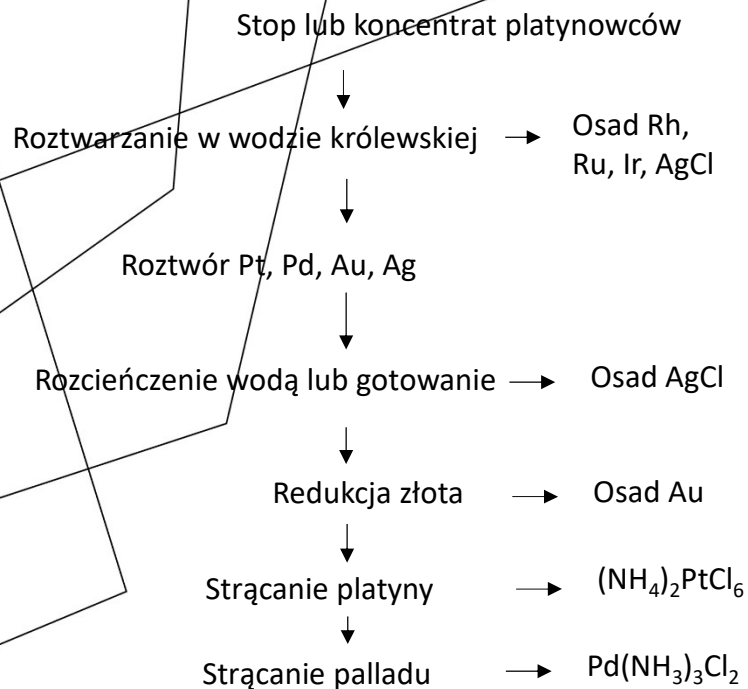 Stop lub koncentrat platynowców
Roztwarzanie w wodzie królewskiej
Osad Rh,
Ru, Ir, AgCl
Roztwór Pt, Pd, Au, Ag
Rozcieńczenie wodą lub gotowanie
Osad AgCl
Redukcja złota
Osad Au
Strącanie platyny
(NH₄)₂PtCl₆
Strącanie palladu
Pd(NH₃)₃Cl₂